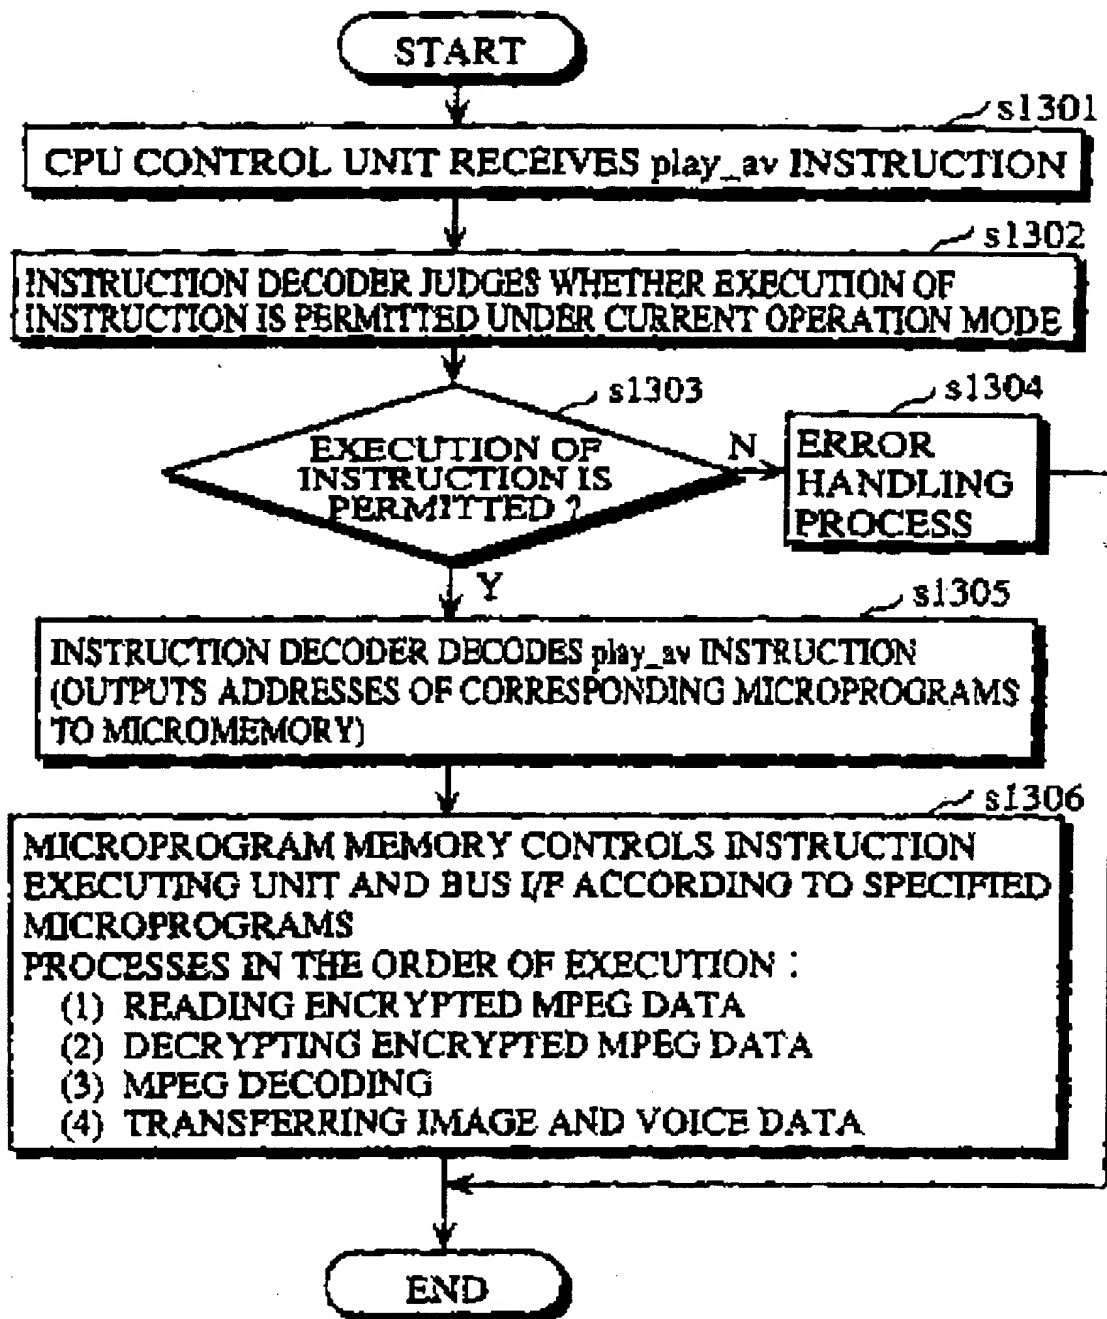 START
s1301
CPU CONTROL UNIT RECEIVES play_av INSTRUCTION
s1302
INSTRUCTION DECODER JUDGES WHETHER EXECUTION OF
INSTRUCTION IS PERMITTED UNDER CURRENT OPERATION MODE
s1303
EXECUTION OF
INSTRUCTION IS
PERMITTED ?
N
s1304
ERROR
HANDLING
PROCESS
Y
s1305
INSTRUCTION DECODER DECODES play_av INSTRUCTION
(OUTPUTS ADDRESSES OF CORRESPONDING MICROPROGRAMS
TO MICROMEMORY)
s1306
MICROPROGRAM MEMORY CONTROLS INSTRUCTION
EXECUTING UNIT AND BUS I/F ACCORDING TO SPECIFIED
MICROPROGRAMS
PROCESSES IN THE ORDER OF EXECUTION :
(1) READING ENCRYPTED MPEG DATA
(2) DECRYPTING ENCRYPTED MPEG DATA
(3) MPEG DECODING
(4) TRANSFERRING IMAGE AND VOICE DATA
END